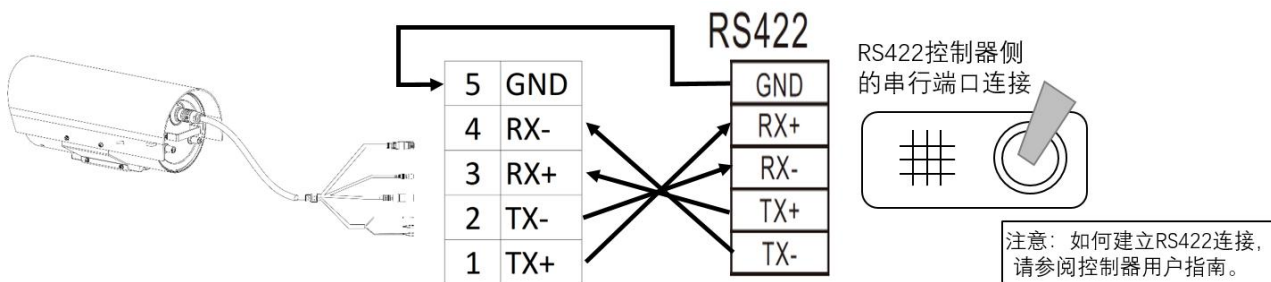 RS422
5 GND
4 RX-
3 RX+
2 TX-
1 TX+
GND
RX+
RX-
TX+
TX-
RS422控制器侧
的串行端口连接
注意：如何建立RS422连接，
请参阅控制器用户指南。